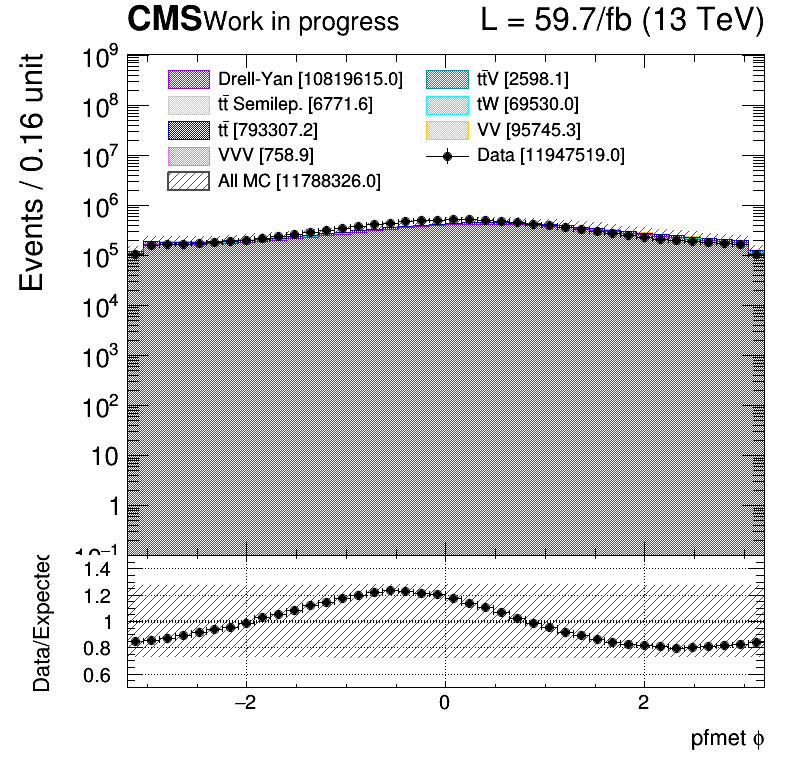 CMS Work in progress L = 59.7/fb (13 TeV)
Events / 0.16 unit
10⁹
10⁸
10⁷
10⁶
10⁵
10⁴
10³
10²
10
1
10⁻¹
Drell-Yan [10819615.0]
tt̄ Semilep. [6771.6]
tt̄ [793307.2]
VVV [758.9]
All MC [11788326.0]
tt̄V [2598.1]
tW [69530.0]
VV [95745.3]
Data [11947519.0]
Data/Expected
1.4
1.2
1
0.8
0.6
−2 0 2
pfmet ϕ